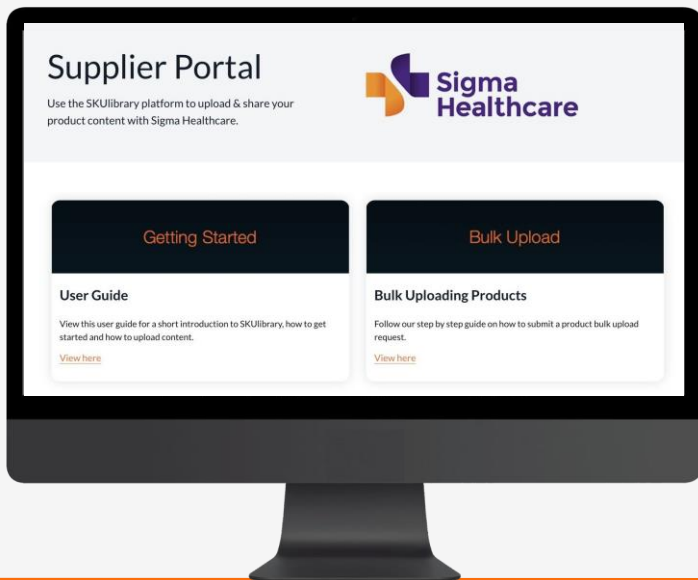 Supplier Portal
Use the SKUlibrary platform to upload & share your
product content with Sigma Healthcare.
Sigma
Healthcare
Getting Started
User Guide
View this user guide for a short introduction to SKUlibrary, how to get
started and how to upload content.
View here
Bulk Upload
Bulk Uploading Products
Follow our step by step guide on how to submit a product bulk upload
request.
View here